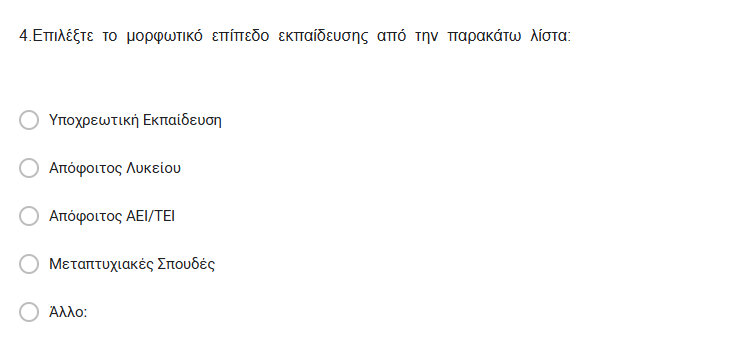 4.Επιλέξτε το μορφωτικό επίπεδο εκπαίδευσης από την παρακάτω λίστα:
Υποχρεωτική Εκπαίδευση
Απόφοιτος Λυκείου
Απόφοιτος ΑΕΙ/ΤΕΙ
Μεταπτυχιακές Σπουδές
Άλλο: